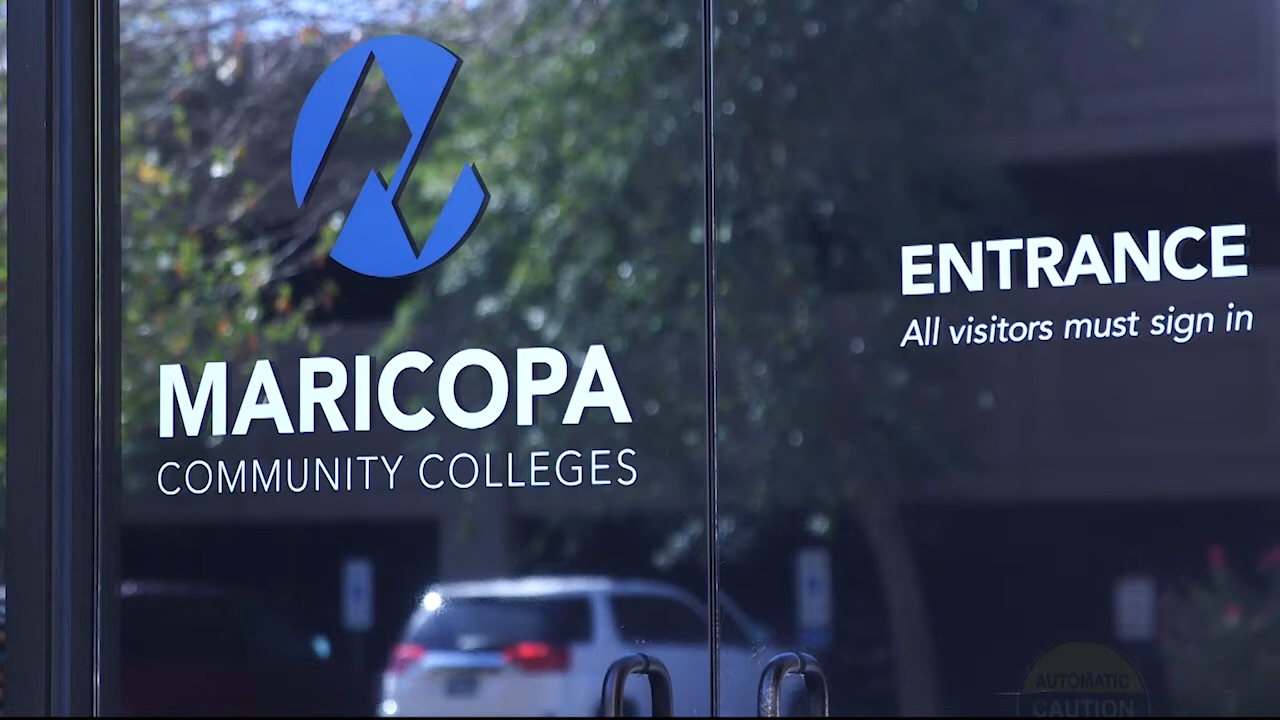 MARICOPA
COMMUNITY COLLEGES
ENTRANCE
All visitors must sign in
AUTOMATIC
CAUTION